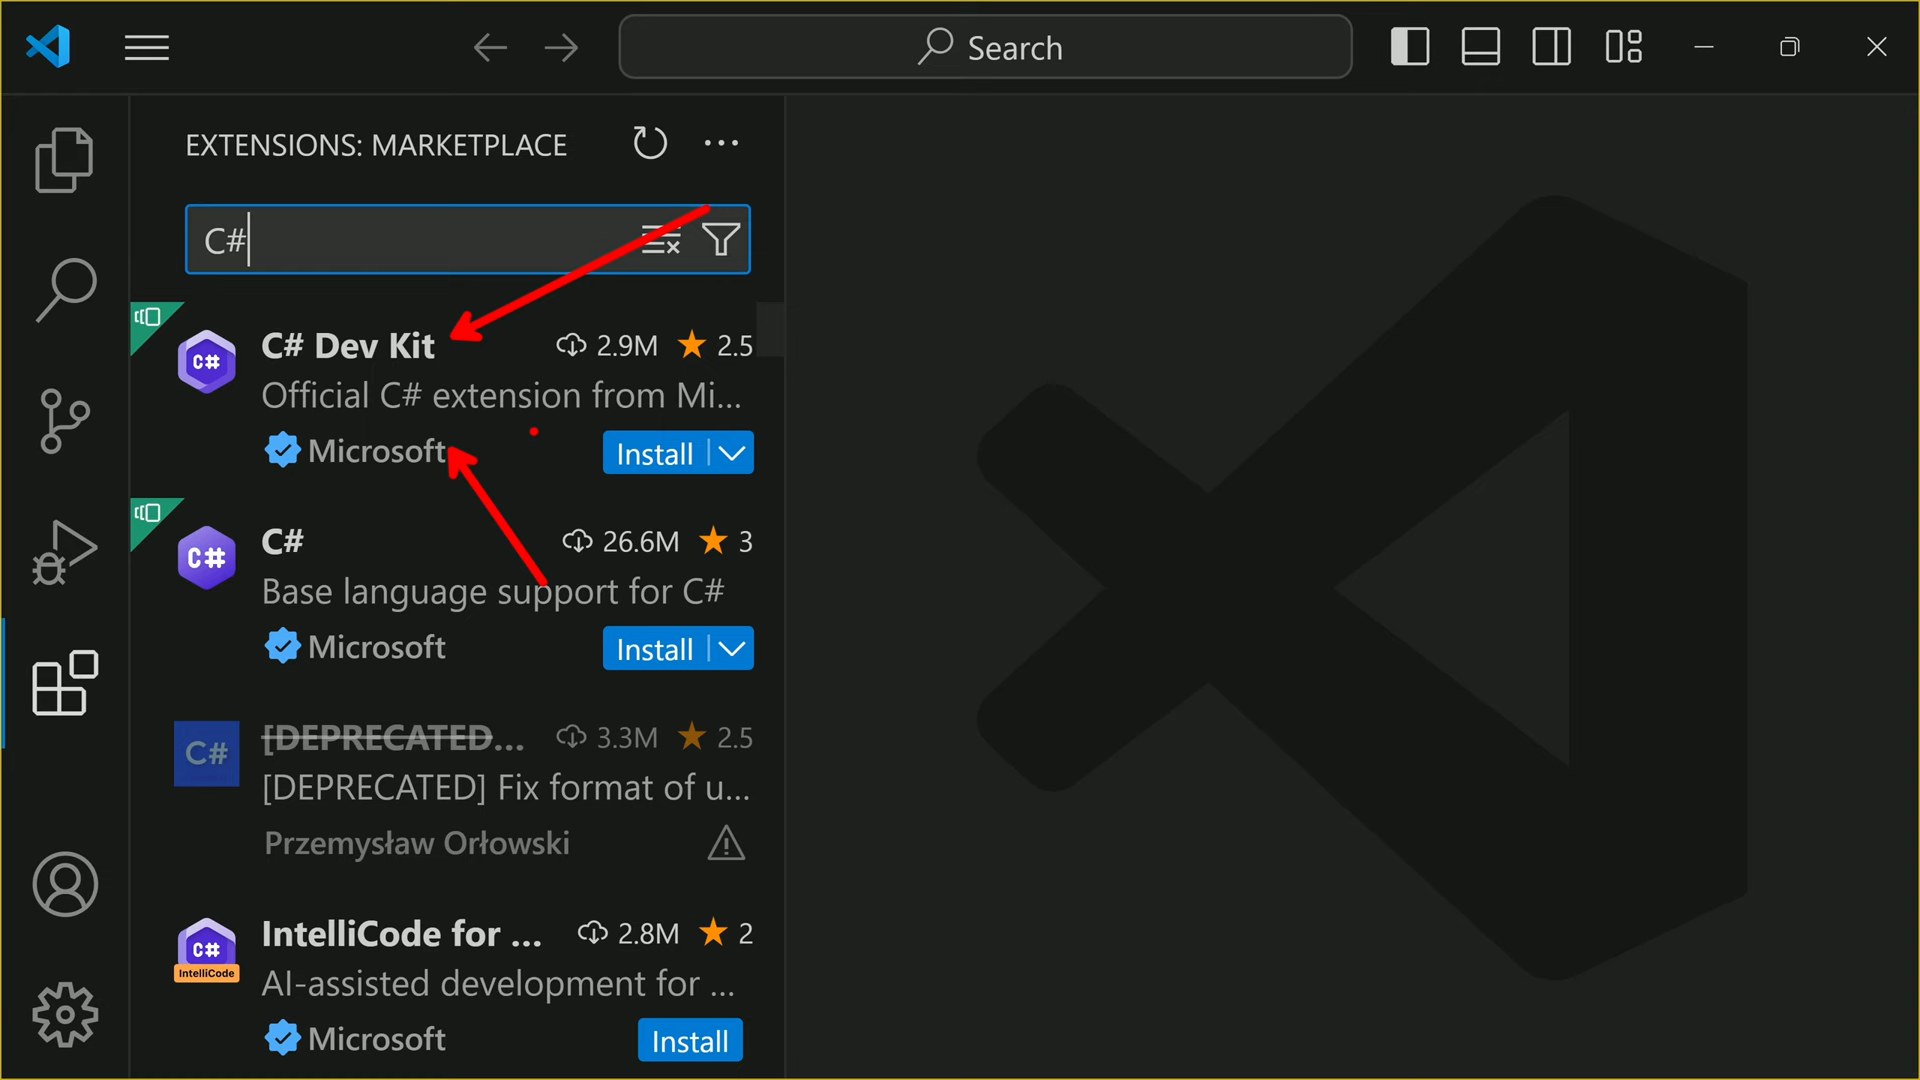 Search
EXTENSIONS: MARKETPLACE
C#
C# Dev Kit 2.9M 2.5
Official C# extension from Mi...
Microsoft Install
C# 26.6M 3
Base language support for C#
Microsoft Install
[DEPRECATED... 3.3M 2.5
[DEPRECATED] Fix format of u...
Przemysław Orłowski
IntelliCode for ... 2.8M 2
AI-assisted development for ...
Microsoft Install
C#
C#
C#
C#
IntelliCode